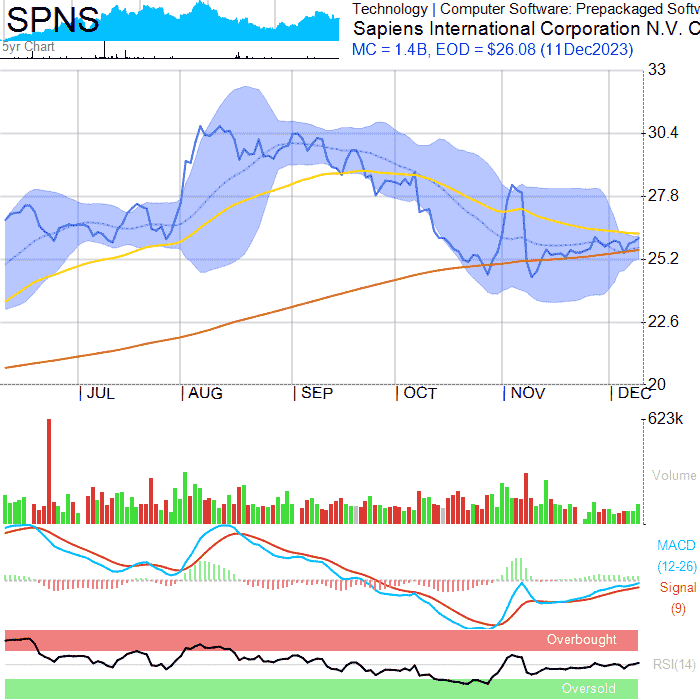 SPNS
Technology | Computer Software: Prepackaged Softw
Sapiens International Corporation N.V. C
MC = 1.4B, EOD = $26.08 (11Dec2023)
5yr Chart
33
30.4
27.8
25.2
22.6
20
JUL AUG SEP OCT NOV DEC
623k
Volume
MACD
(12-26)
Signal
(9)
Overbought
RSI(14)
Oversold